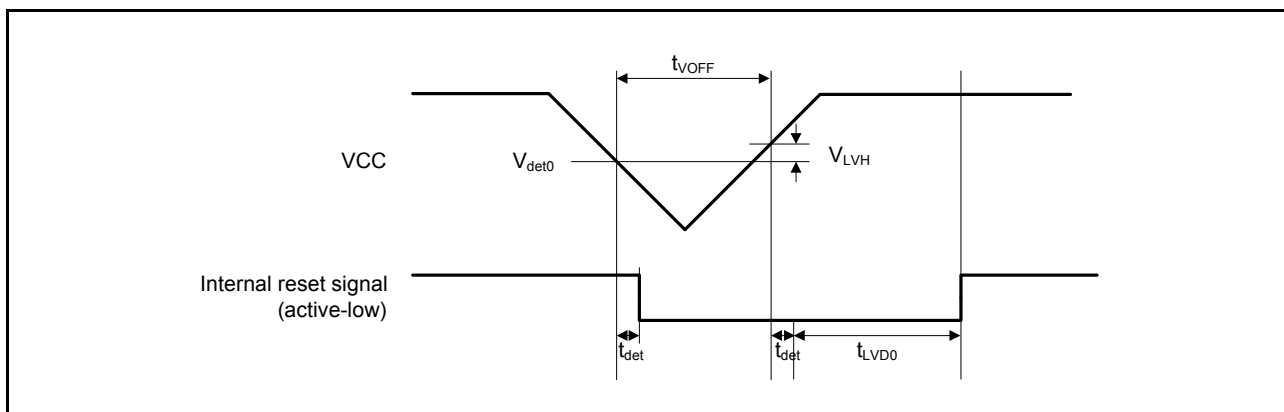 tVOFF
VCC
Vdet0
VLVH
Internal reset signal
(active-low)
tdet
tdet
tLVD0